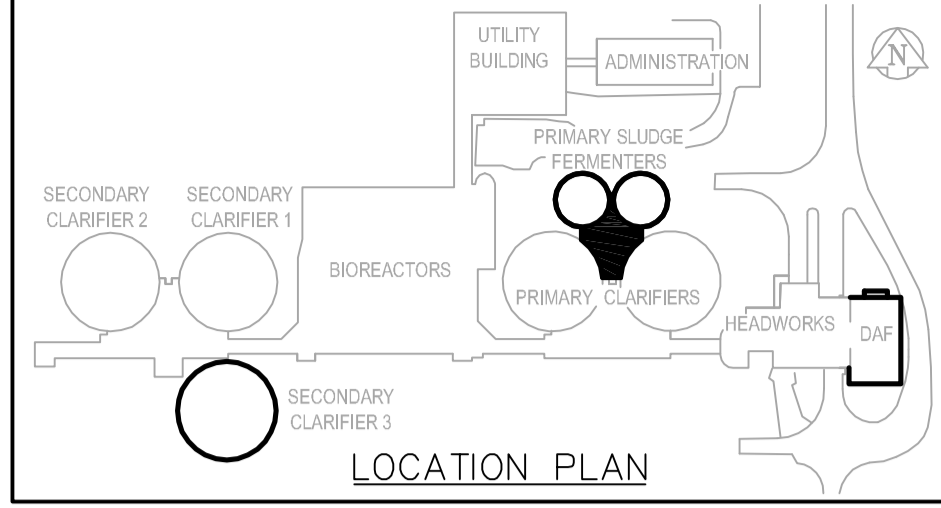 UTILITY
BUILDING
ADMINISTRATION
N
PRIMARY SLUDGE
FERMENTERS
SECONDARY
CLARIFIER 2
SECONDARY
CLARIFIER 1
BIOREACTORS
PRIMARY CLARIFIERS
HEADWORKS
DAF
SECONDARY
CLARIFIER 3
LOCATION PLAN